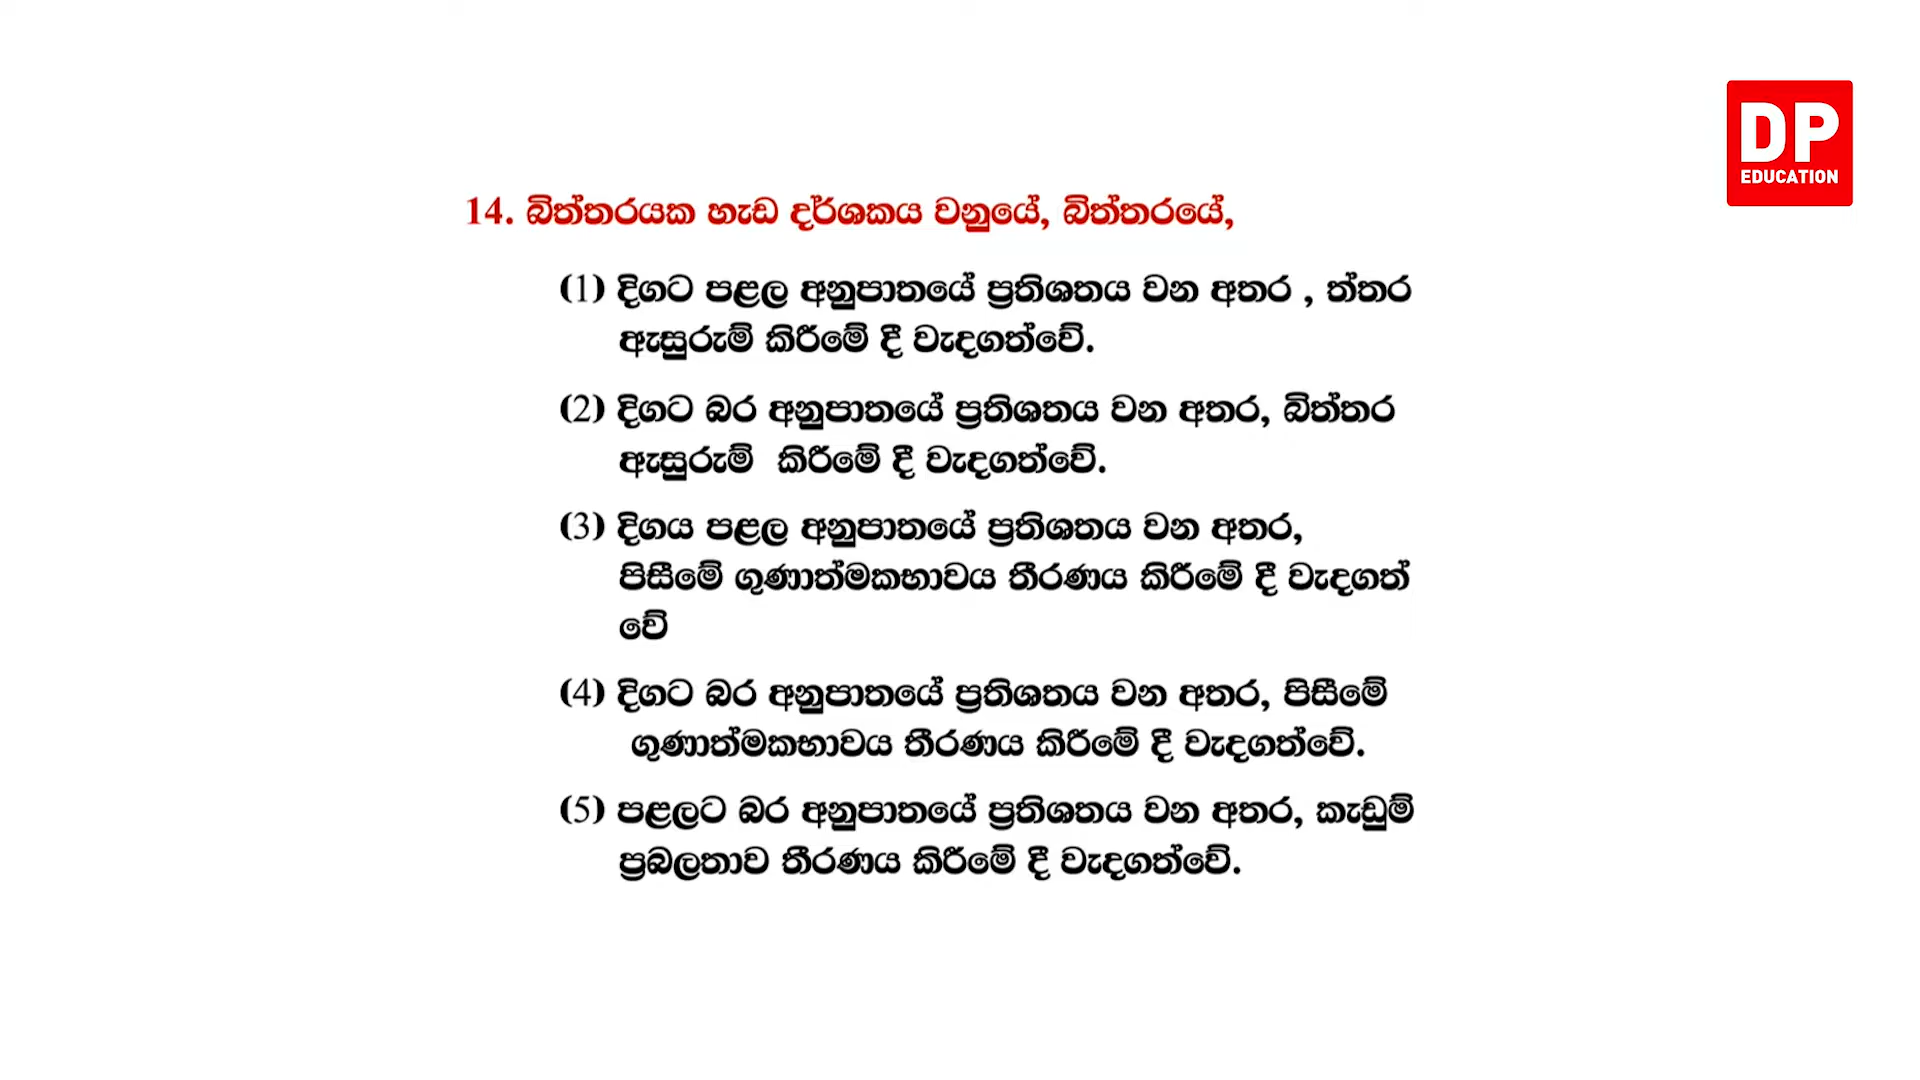 DP
EDUCATION
14. බිත්තරයක හැඩ දර්ශකය වනුයේ, බිත්තරයේ,
(1) දිගට පළල අනුපාතයේ ප්‍රතිශතය වන අතර , ත්තර
ඇසුරුම් කිරීමේ දී වැදගත්වේ.
(2) දිගට බර අනුපාතයේ ප්‍රතිශතය වන අතර, බිත්තර
ඇසුරුම් කිරීමේ දී වැදගත්වේ.
(3) දිගය පළල අනුපාතයේ ප්‍රතිශතය වන අතර,
පිසීමේ ගුණාත්මකභාවය තීරණය කිරීමේ දී වැදගත්
වේ
(4) දිගට බර අනුපාතයේ ප්‍රතිශතය වන අතර, පිසීමේ
ගුණාත්මකභාවය තීරණය කිරීමේ දී වැදගත්වේ.
(5) පළලට බර අනුපාතයේ ප්‍රතිශතය වන අතර, කැඩුම්
ප්‍රබලතාව තීරණය කිරීමේ දී වැදගත්වේ.